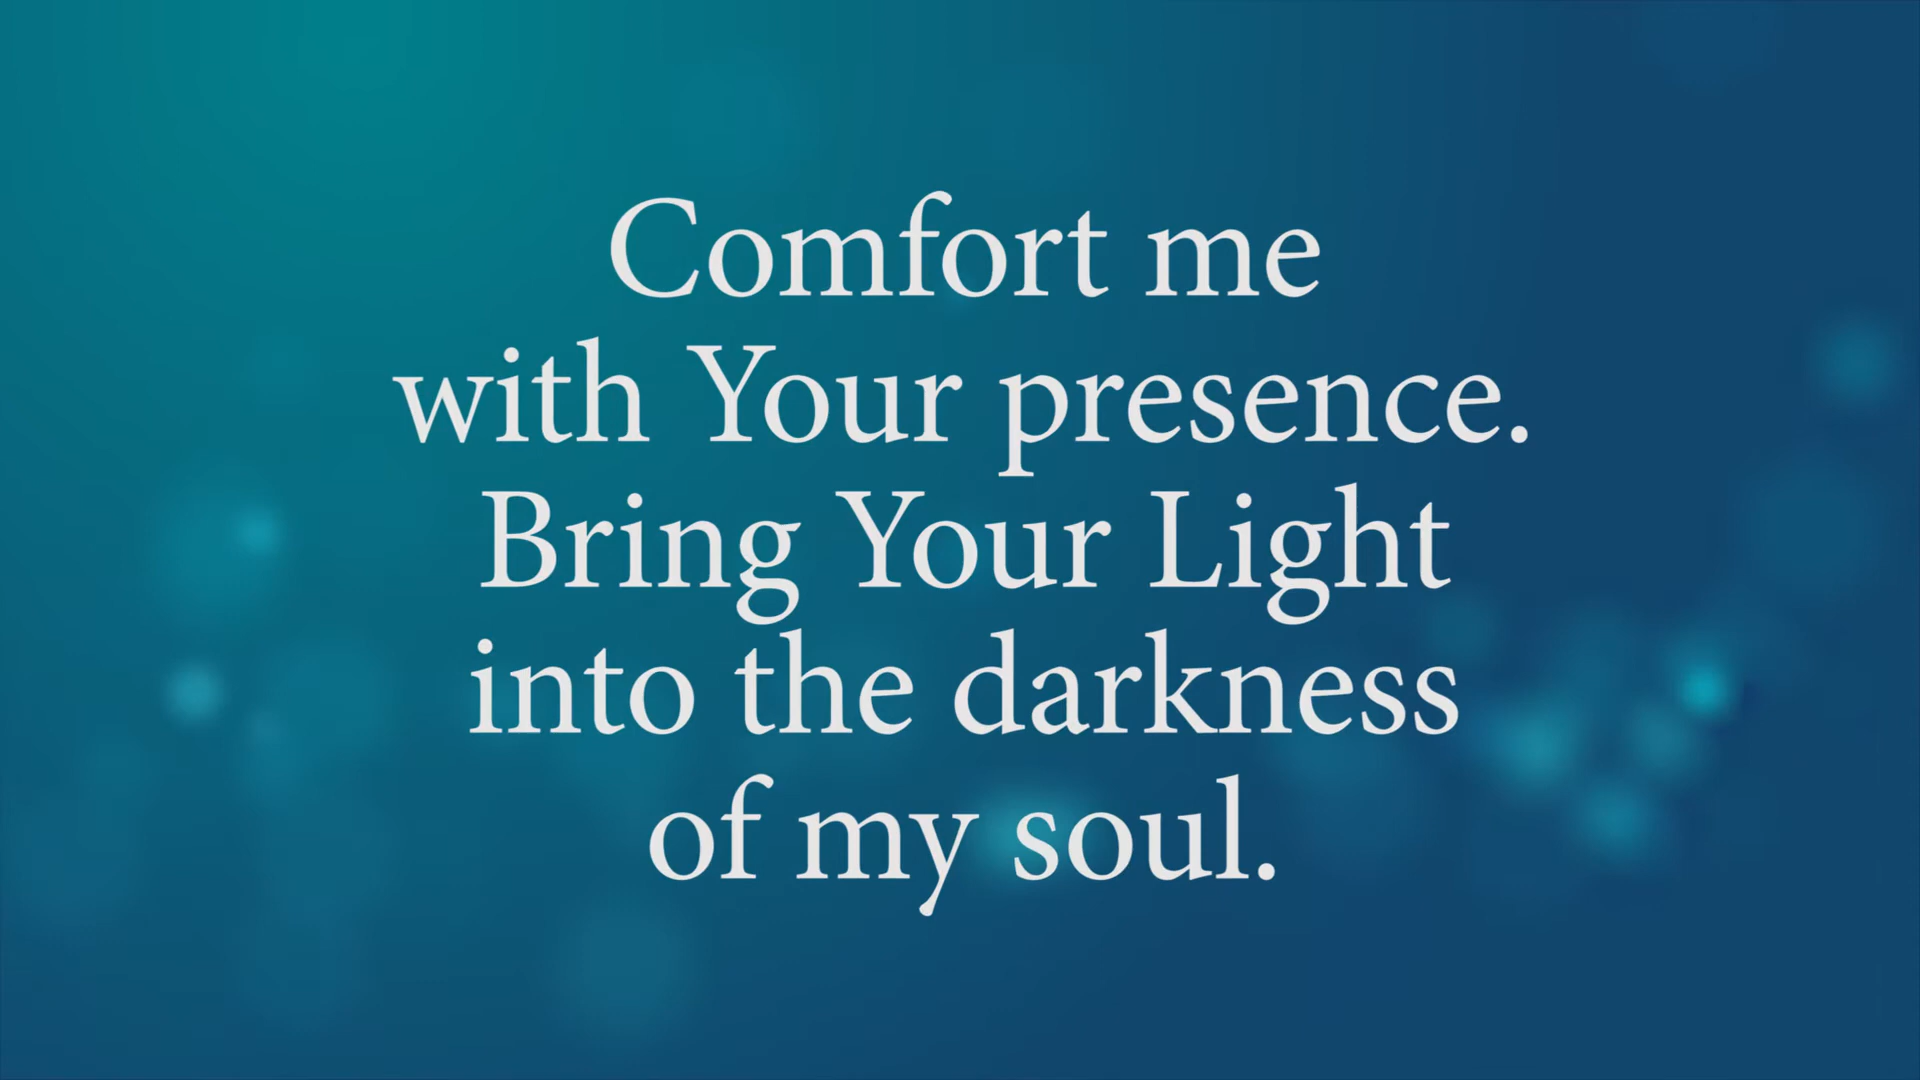 Comfort me
with Your presence.
Bring Your Light
into the darkness
of my soul.